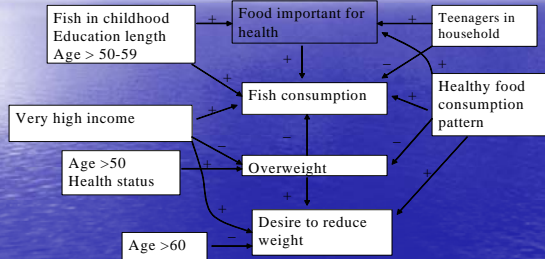 Fish in childhood
Education length
Age > 50-59
+
Food important for
health
+
Teenagers in
household
+
+
−
+
Fish consumption
Healthy food
consumption
pattern
+
+
Very high income
−
−
−
Age >50
Health status
+
Overweight
+
+
+
Desire to reduce
weight
Age >60
−